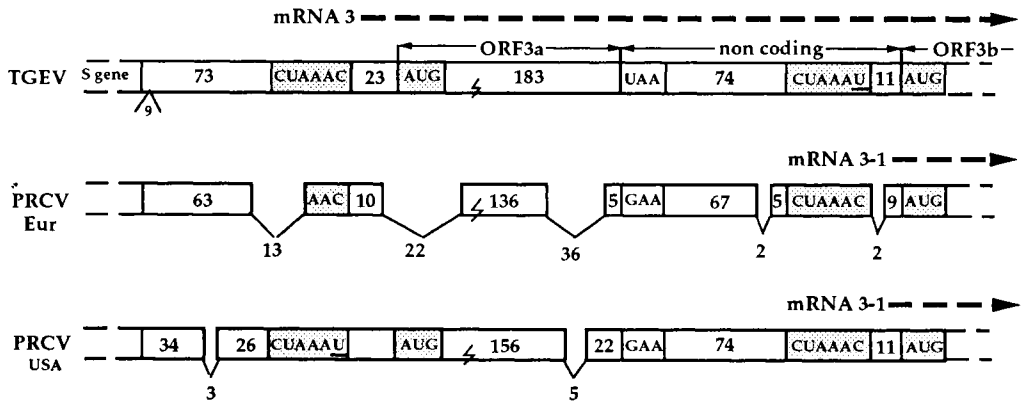 mRNA 3
ORF3a
non coding
ORF3b
TGEV
S gene
73
CUAAAC
23
AUG
183
UAA
74
CUAAAU
11
AUG
9
mRNA 3-1
PRCV
Eur
63
AAC
10
136
5
GAA
67
5
CUAAAC
9
AUG
13
22
36
2
2
mRNA 3-1
PRCV
USA
34
26
CUAAAU
AUG
156
22
GAA
74
CUAAAC
11
AUG
3
5